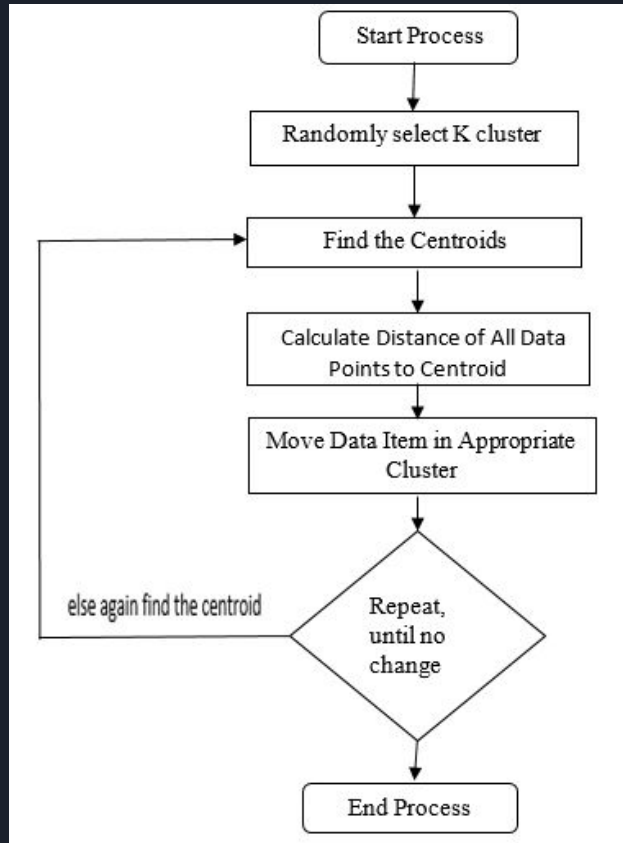 Start Process
Randomly select K cluster
Find the Centroids
Calculate Distance of All Data
Points to Centroid
Move Data Item in Appropriate
Cluster
else again find the centroid
Repeat,
until no
change
End Process